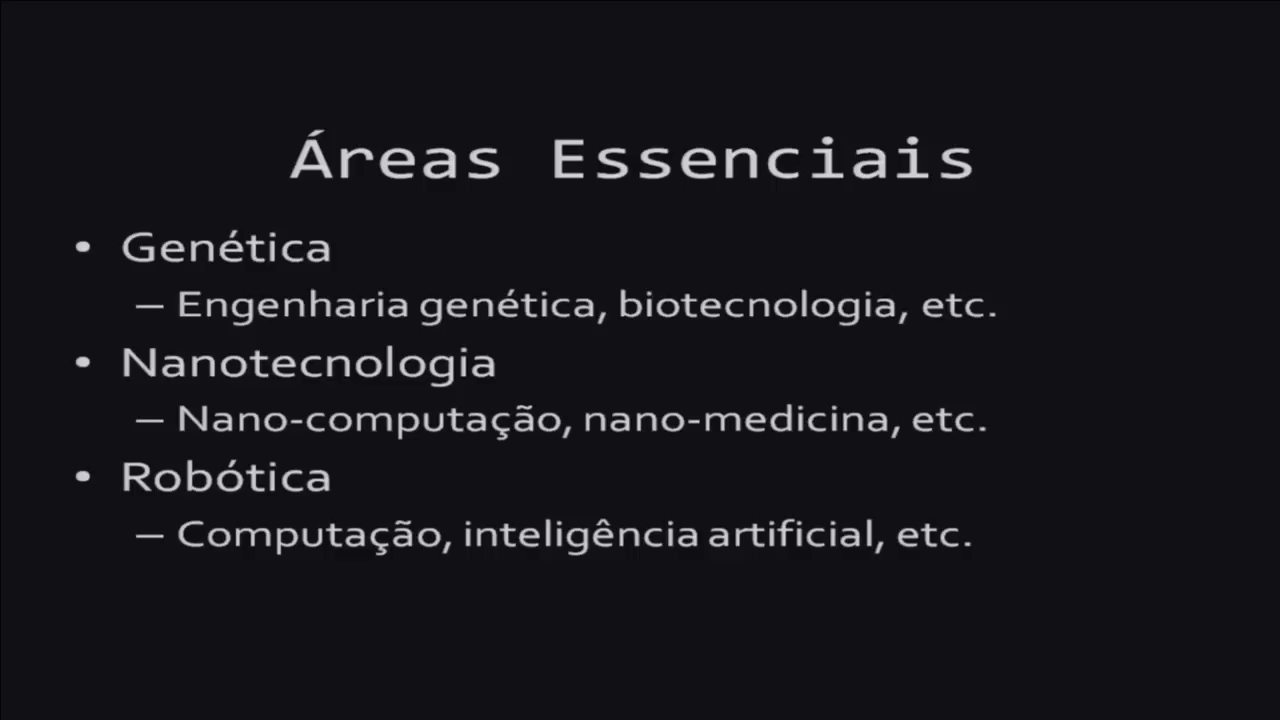 Áreas Essenciais
• Genética
– Engenharia genética, biotecnologia, etc.
• Nanotecnologia
– Nano-computação, nano-medicina, etc.
• Robótica
– Computação, inteligência artificial, etc.